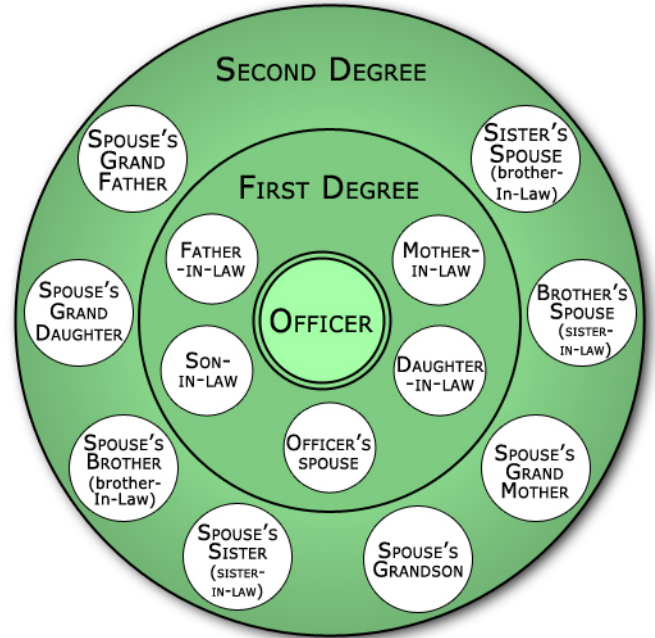 Second Degree
Spouse's
Grand
Father
Sister's
Spouse
(brother-
In-Law)
First Degree
Father
-in-law
Mother-
in-law
Spouse's
Grand
Daughter
Officer
Brother's
Spouse
(sister-
in-law)
Son-
in-law
Daughter
-in-law
Officer's
spouse
Spouse's
Brother
(brother-
In-Law)
Spouse's
Grand
Mother
Spouse's
Sister
(sister-
in-law)
Spouse's
Grandson